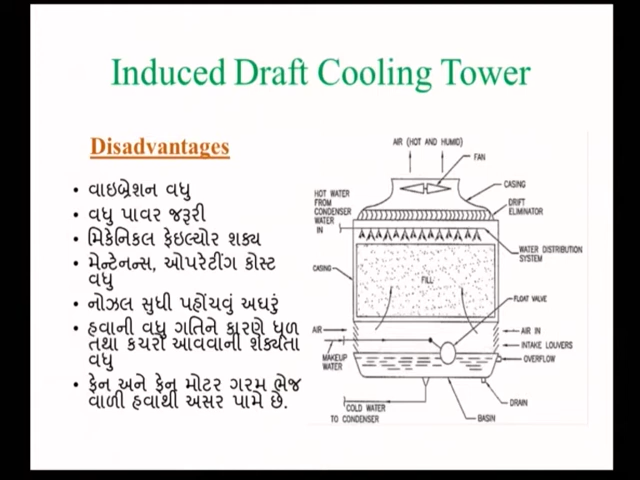 Induced Draft Cooling Tower
Disadvantages
• વાઇબ્રેશન વધુ
• વધુ પાવર જરૂરી
• મિકેનિકલ ફેઇલ્યોર શક્ય
• મેન્ટેનન્સ, ઓપરેટીંગ કોસ્ટ
વધુ
• નોઝલ સુધી પહોંચવું અઘરું
• હવાની વધુ ગતિને કારણે ધૂળ
તથા કચરો આવવાની શક્યતા
વધુ
• ફેન અને ફેન મોટર ગરમ ભેજ
વાળી હવાથી અસર પામે છે.
AIR (HOT AND HUMID)
FAN
CASING
HOT WATER
FROM
CONDENSER
WATER
IN
DRIFT
ELIMINATOR
WATER DISTRIBUTION
SYSTEM
CASING
FILL
FLOAT VALVE
AIR
AIR IN
INTAKE LOUVERS
MAKEUP
WATER
OVERFLOW
DRAIN
COLD WATER
TO CONDENSER
BASIN